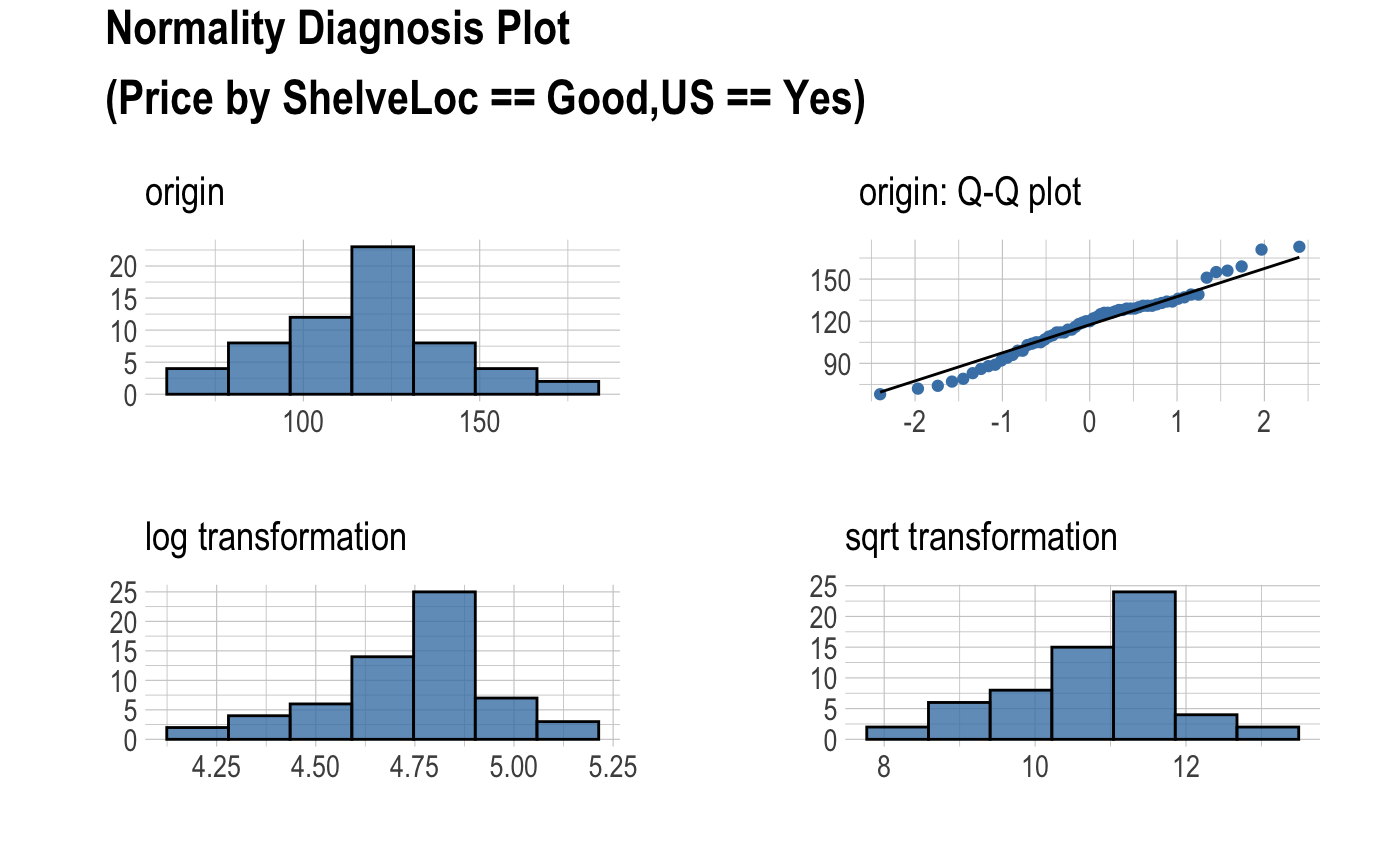 Normality Diagnosis Plot
(Price by ShelveLoc == Good,US == Yes)
origin
20
15
10
5
0
100 150
origin: Q-Q plot
150
120
90
-2 -1 0 1 2
log transformation
25
20
15
10
5
0
4.25 4.50 4.75 5.00 5.25
sqrt transformation
25
20
15
10
5
0
8 10 12